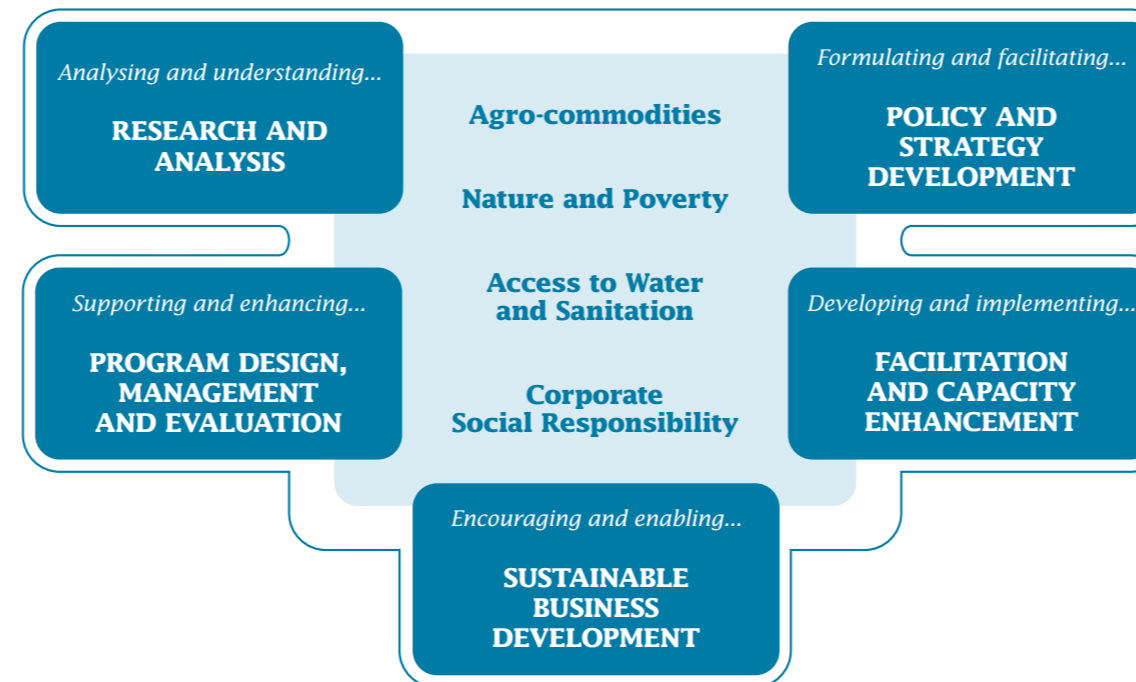 Analysing and understanding...
RESEARCH AND
ANALYSIS
Formulating and facilitating...
POLICY AND
STRATEGY
DEVELOPMENT
Agro-commodities
Nature and Poverty
Access to Water
and Sanitation
Corporate
Social Responsibility
Supporting and enhancing...
PROGRAM DESIGN,
MANAGEMENT
AND EVALUATION
Developing and implementing...
FACILITATION
AND CAPACITY
ENHANCEMENT
Encouraging and enabling...
SUSTAINABLE
BUSINESS
DEVELOPMENT